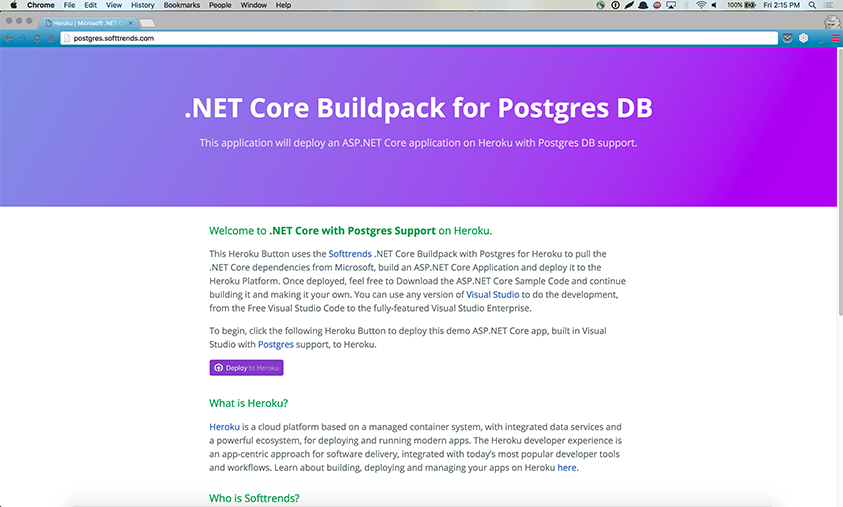 Chrome File Edit View History Bookmarks People Window Help
100% Fri 2:15 PM
Heroku | Microsoft .NET Co
postgres.softtrends.com
.NET Core Buildpack for Postgres DB
This application will deploy an ASP.NET Core application on Heroku with Postgres DB support.
Welcome to .NET Core with Postgres Support on Heroku.
This Heroku Button uses the Softtrends .NET Core Buildpack with Postgres for Heroku to pull the
.NET Core dependencies from Microsoft, build an ASP.NET Core Application and deploy it to the
Heroku Platform. Once deployed, feel free to Download the ASP.NET Core Sample Code and continue
building it and making it your own. You can use any version of Visual Studio to do the development,
from the Free Visual Studio Code to the fully-featured Visual Studio Enterprise.
To begin, click the following Heroku Button to deploy this demo ASP.NET Core app, built in Visual
Studio with Postgres support, to Heroku.
Deploy to Heroku
What is Heroku?
Heroku is a cloud platform based on a managed container system, with integrated data services and
a powerful ecosystem, for deploying and running modern apps. The Heroku developer experience is
an app-centric approach for software delivery, integrated with today's most popular developer tools
and workflows. Learn about building, deploying and managing your apps on Heroku here.
Who is Softtrends?